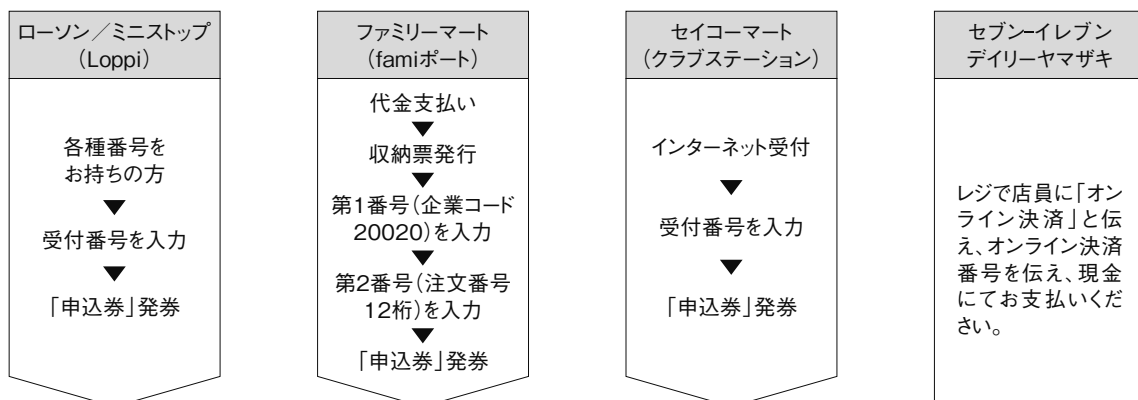 ローソン／ミニストップ
（Loppi）
各種番号を
お持ちの方
▼
受付番号を入力
▼
「申込券」発券
ファミリーマート
（famiポート）
代金支払い
▼
収納票発行
▼
第1番号（企業コード
20020）を入力
▼
第2番号（注文番号
12桁）を入力
▼
「申込券」発券
セイコーマート
（クラブステーション）
インターネット受付
▼
受付番号を入力
▼
「申込券」発券
セブン-イレブン
デイリーヤマザキ
レジで店員に「オン
ライン決済」と伝
え、オンライン決済
番号を伝え、現金
にてお支払いくだ
さい。